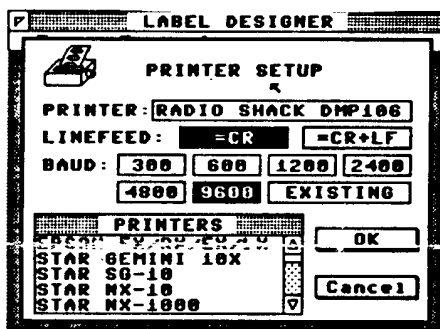 LABEL DESIGNER
PRINTER SETUP
PRINTER: RADIO SHACK DMP106
LINEFEED: =CR =CR+LF
BAUD: 300 600 1200 2400
4800 9600 EXISTING
PRINTERS
OK
STAR GEMINI 10X
STAR SG-10
STAR NX-10
Cancel
STAR NX-1000